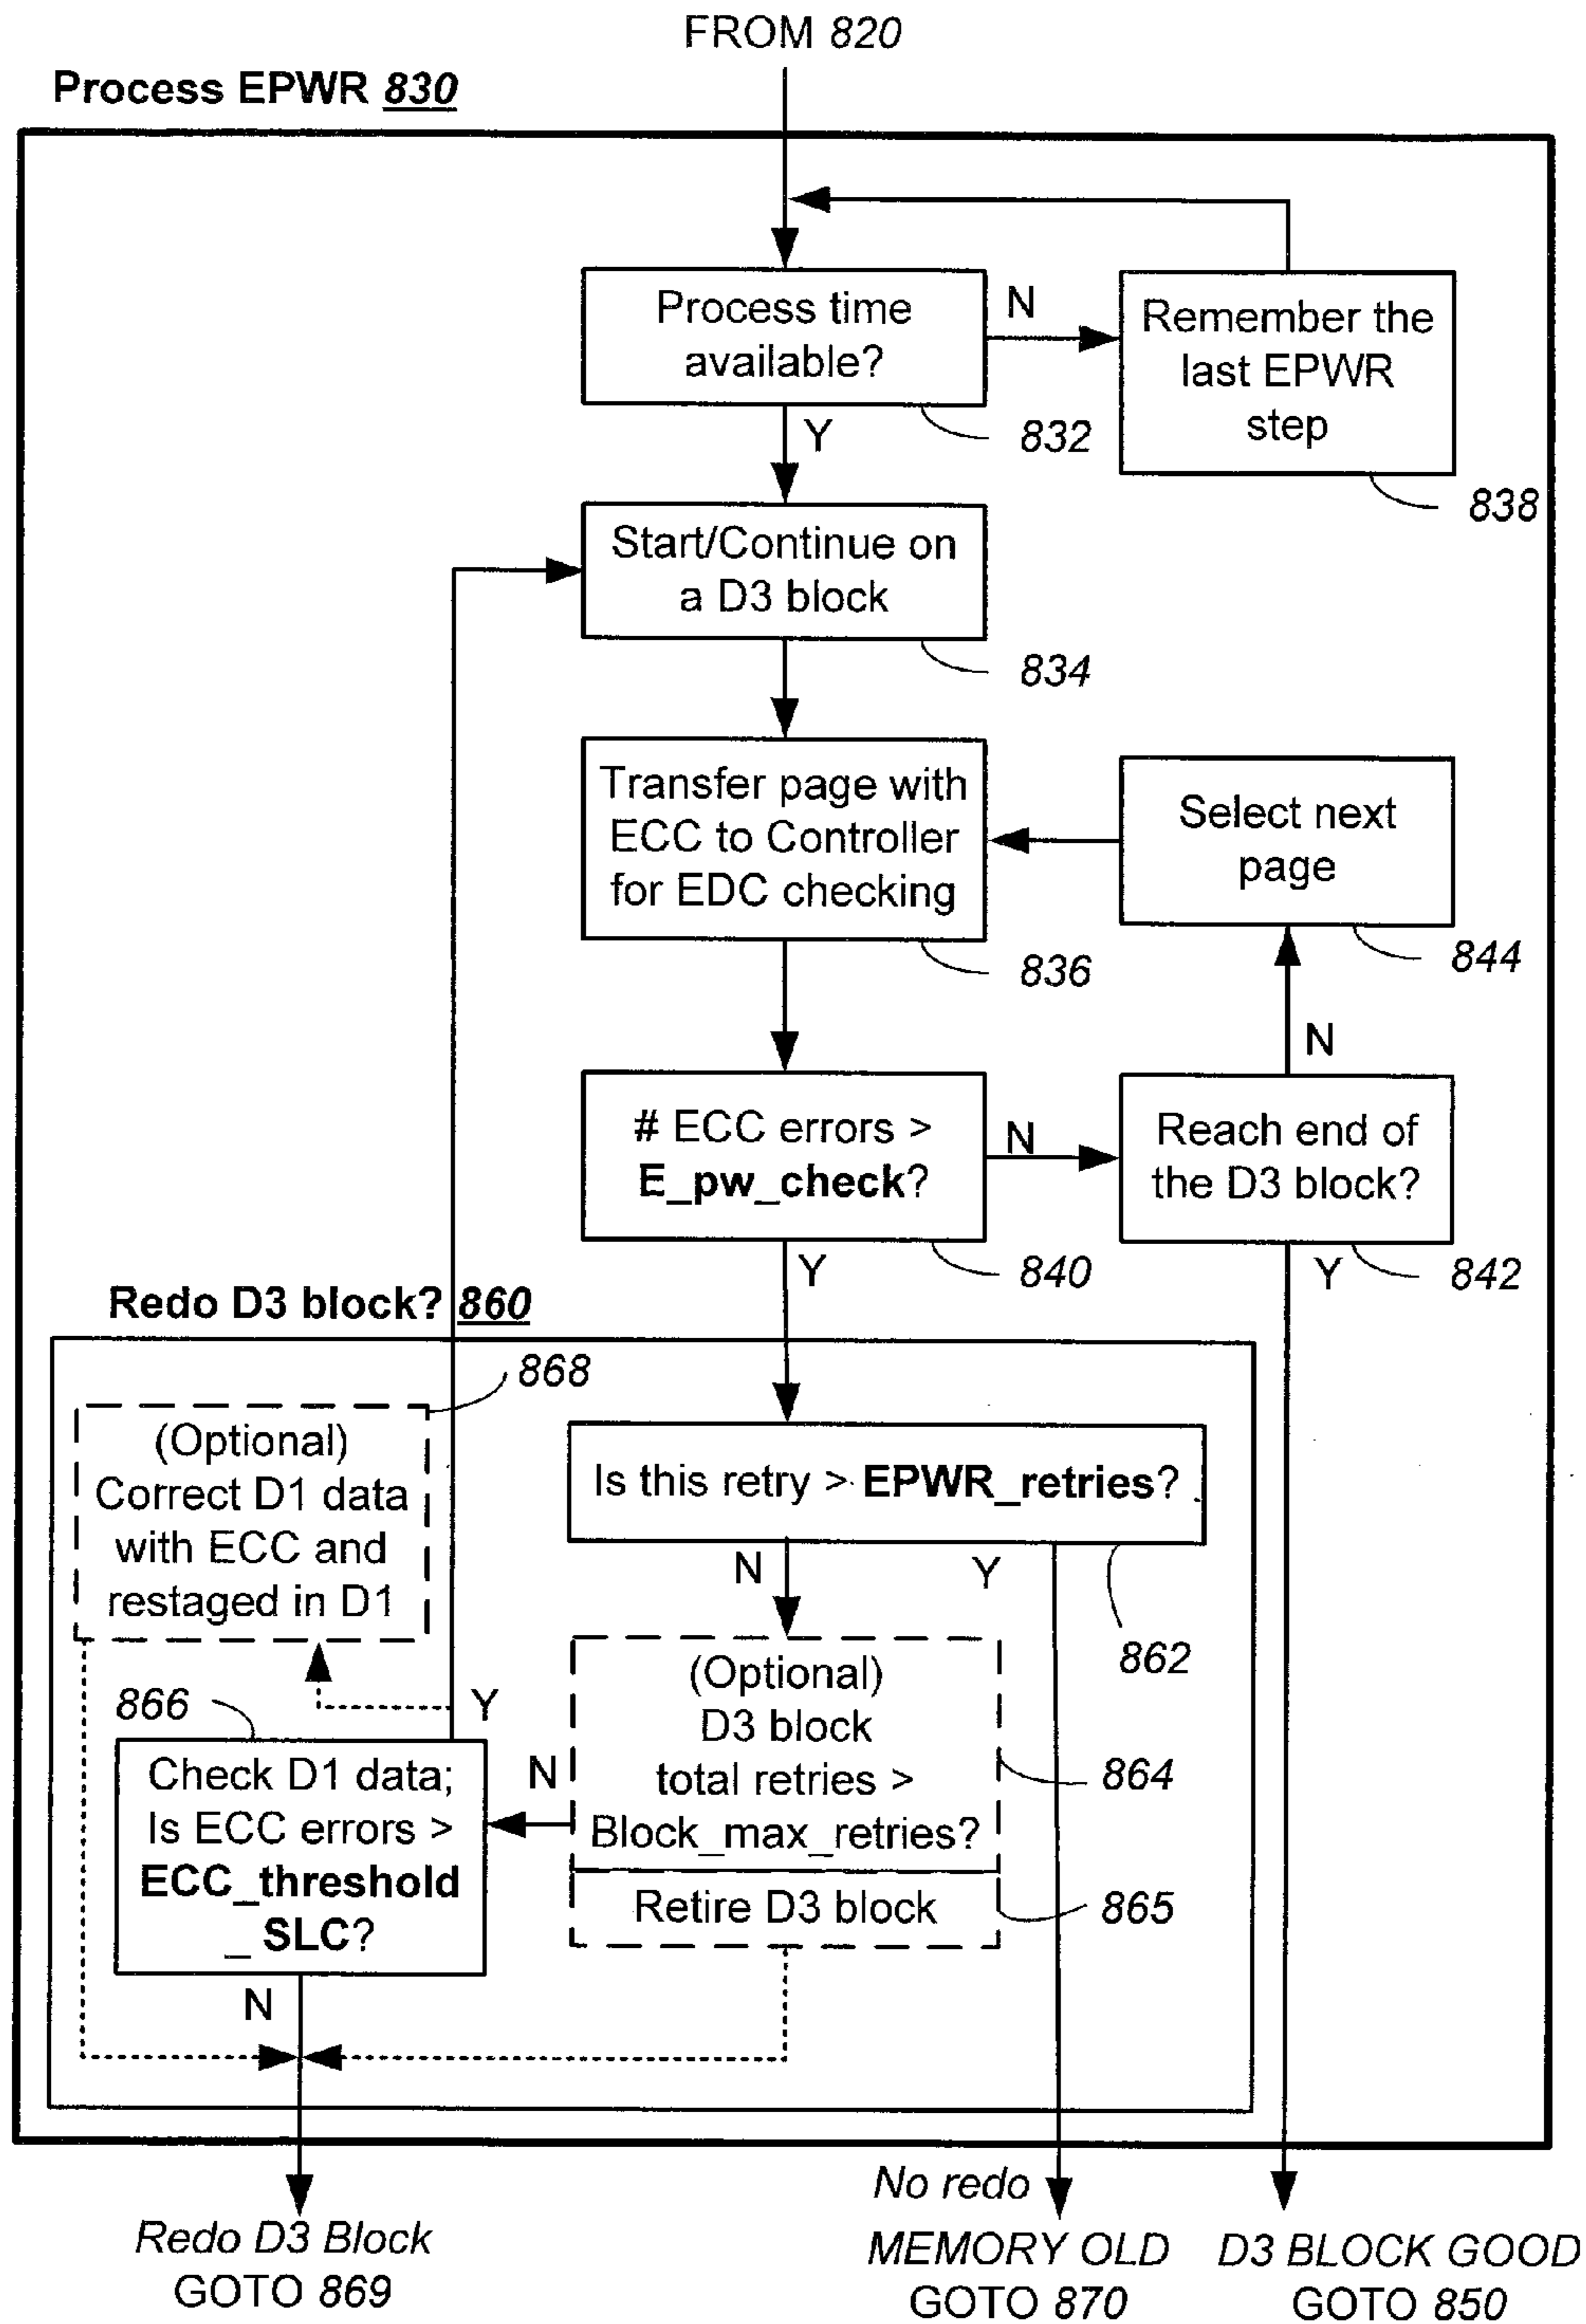 FROM 820
Process EPWR 830
Process time
available?
N
Remember the
last EPWR
step
832
Y
838
Start/Continue on
a D3 block
834
Transfer page with
ECC to Controller
for EDC checking
Select next
page
836
844
N
# ECC errors >
E_pw_check?
N
Reach end of
the D3 block?
Y
840
Y
842
Redo D3 block? 860
868
(Optional)
Correct D1 data
with ECC and
restaged in D1
Is this retry > EPWR_retries?
N
Y
862
866
Y
(Optional)
D3 block
total retries >
Block_max_retries?
864
N
Check D1 data;
Is ECC errors >
ECC_threshold
_ SLC?
Retire D3 block
865
N
No redo
Redo D3 Block
GOTO 869
MEMORY OLD
GOTO 870
D3 BLOCK GOOD
GOTO 850